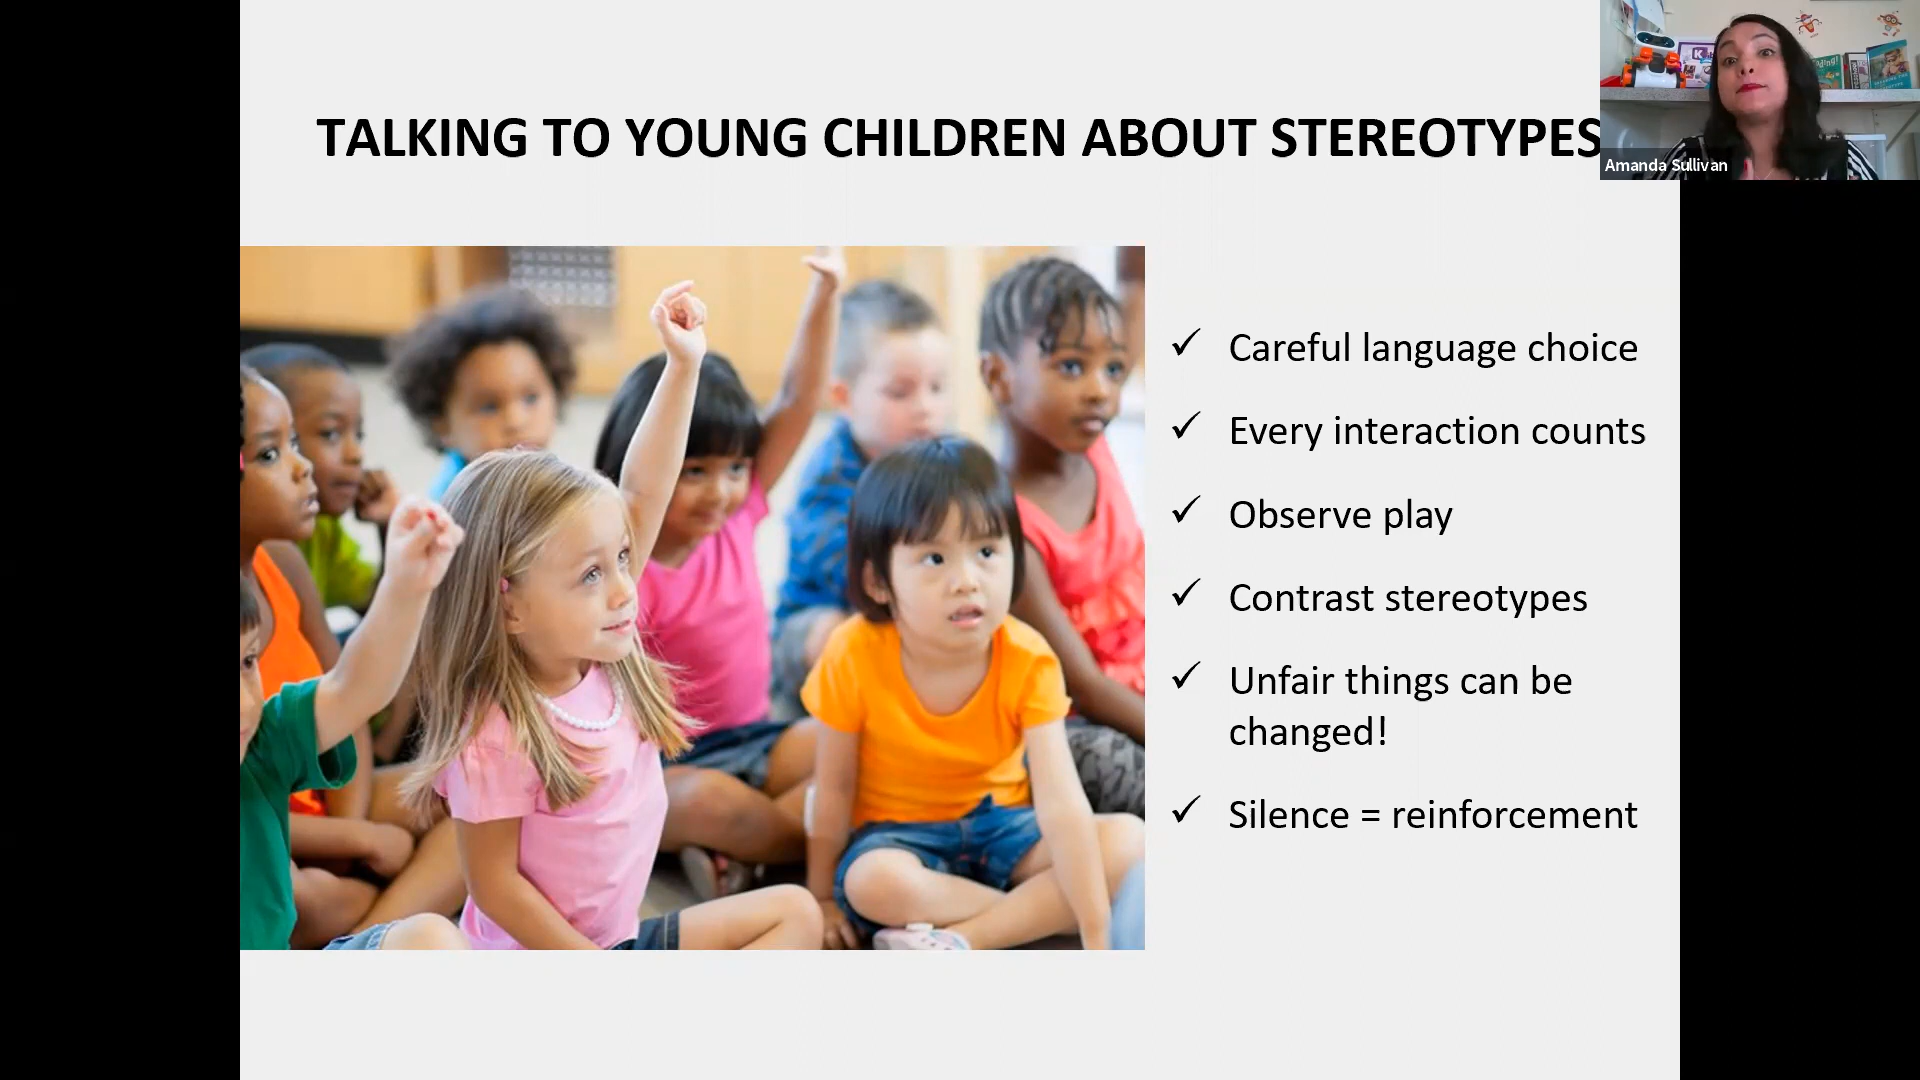 TALKING TO YOUNG CHILDREN ABOUT STEREOTYPES
Amanda Sullivan
✓ Careful language choice
✓ Every interaction counts
✓ Observe play
✓ Contrast stereotypes
✓ Unfair things can be
changed!
✓ Silence = reinforcement